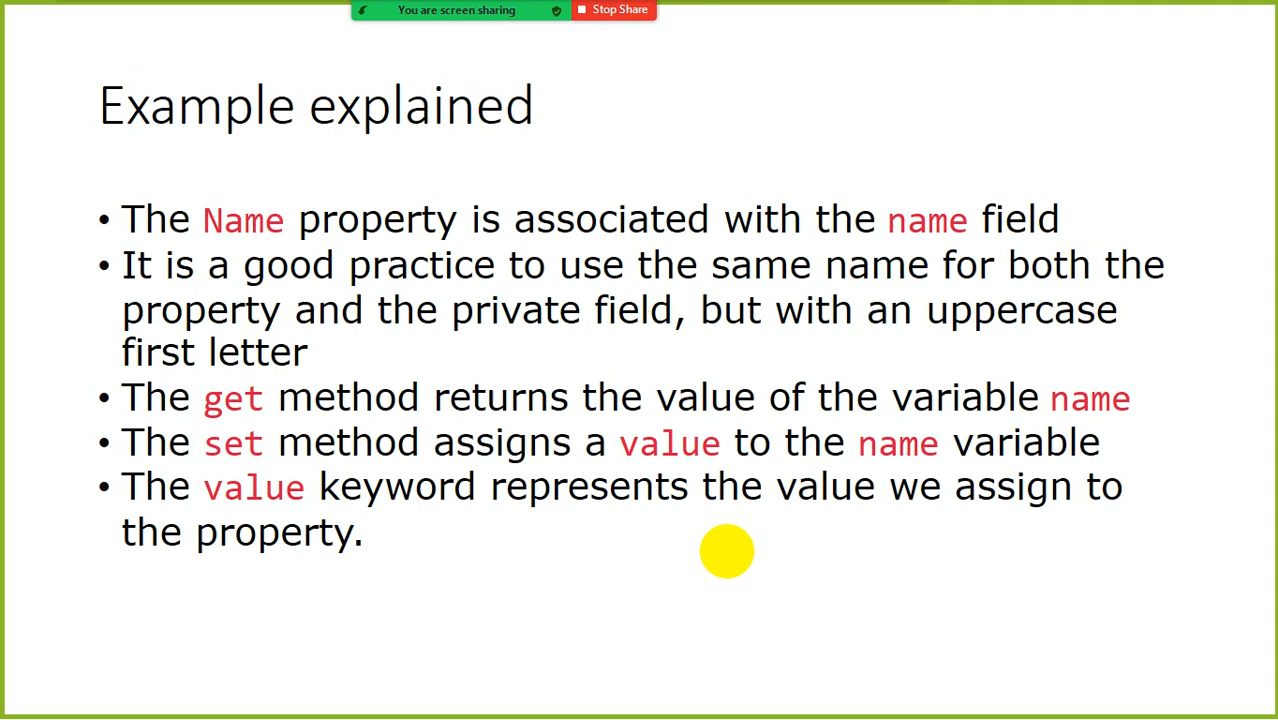 You are screen sharing
Stop Share
Example explained
• The Name property is associated with the name field
• It is a good practice to use the same name for both the
property and the private field, but with an uppercase
first letter
• The get method returns the value of the variable name
• The set method assigns a value to the name variable
• The value keyword represents the value we assign to
the property.